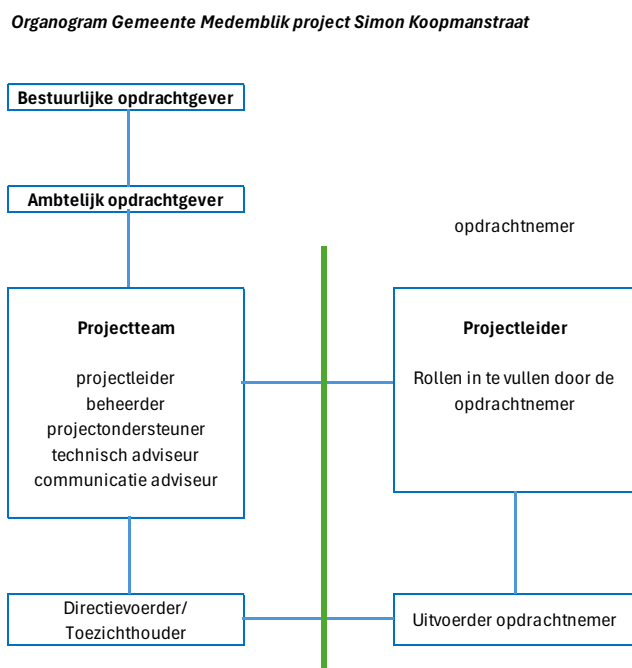 Organogram Gemeente Medemblik project Simon Koopmanstraat
Bestuurlijke opdrachtgever
Ambtelijk opdrachtgever
opdrachtnemer
Projectteam
projectleider
beheerder
projectondersteuner
technisch adviseur
communicatie adviseur
Projectleider
Rollen in te vullen door de
opdrachtnemer
Directievoerder/
Toezichthouder
Uitvoerder opdrachtnemer